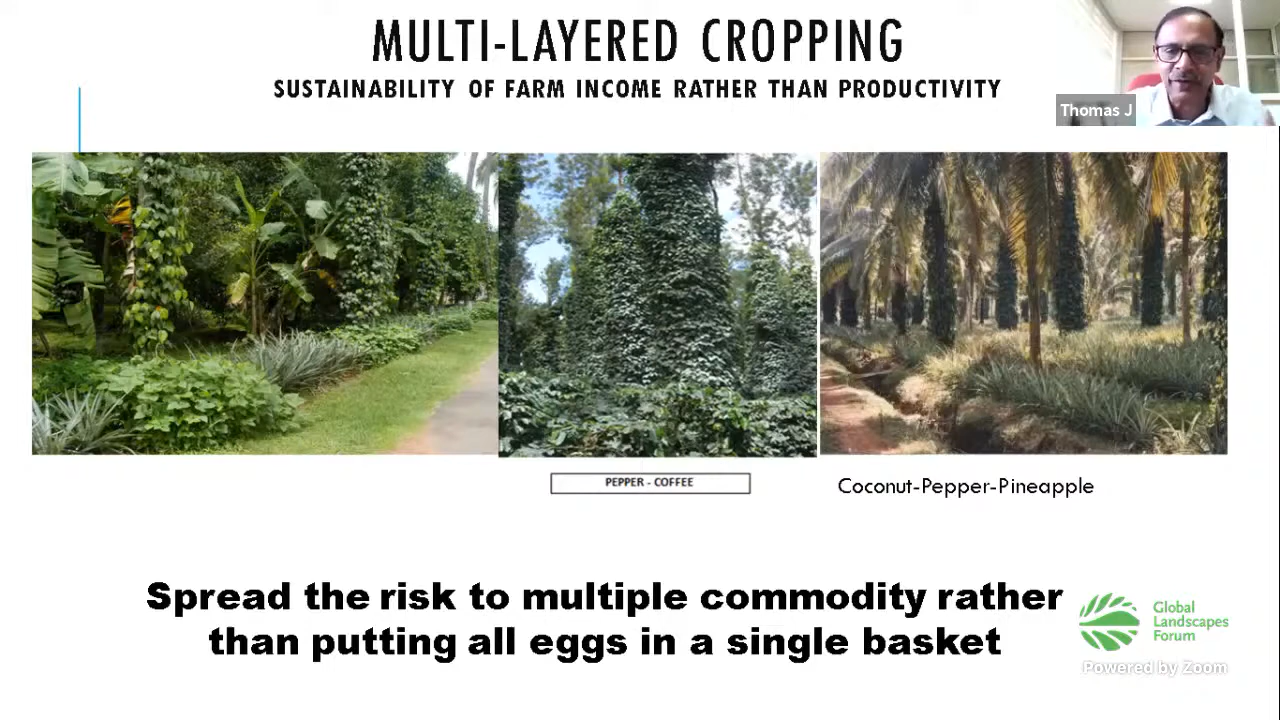 MULTI-LAYERED CROPPING
SUSTAINABILITY OF FARM INCOME RATHER THAN PRODUCTIVITY
Thomas J
PEPPER - COFFEE
Coconut-Pepper-Pineapple
Spread the risk to multiple commodity rather
than putting all eggs in a single basket
Global
Landscapes
Forum
Powered by Zoom